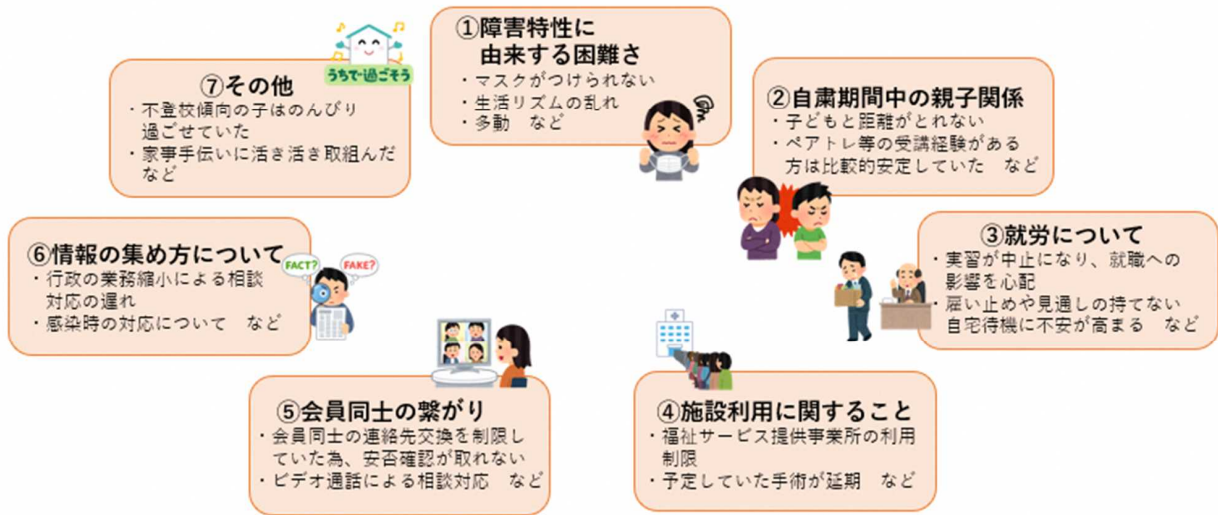 ①障害特性に
由来する困難さ
・マスクがつけられない
・生活リズムの乱れ
・多動　など
②自粛期間中の親子関係
・子どもと距離がとれない
・ペアトレ等の受講経験がある
方は比較的安定していた　など
③就労について
・実習が中止になり、就職への
影響を心配
・雇い止めや見通しの持てない
自宅待機に不安が高まる　など
④施設利用に関すること
・福祉サービス提供事業所の利用
制限
・予定していた手術が延期　など
⑤会員同士の繋がり
・会員同士の連絡先交換を制限し
ていた為、安否確認が取れない
・ビデオ通話による相談対応　など
⑥情報の集め方について
FACT?
FAKE?
・行政の業務縮小による相談
対応の遅れ
・感染時の対応について　など
⑦その他
うちで過ごそう
・不登校傾向の子はのんびり
過ごせていた
・家事手伝いに活き活き取組んだ
など